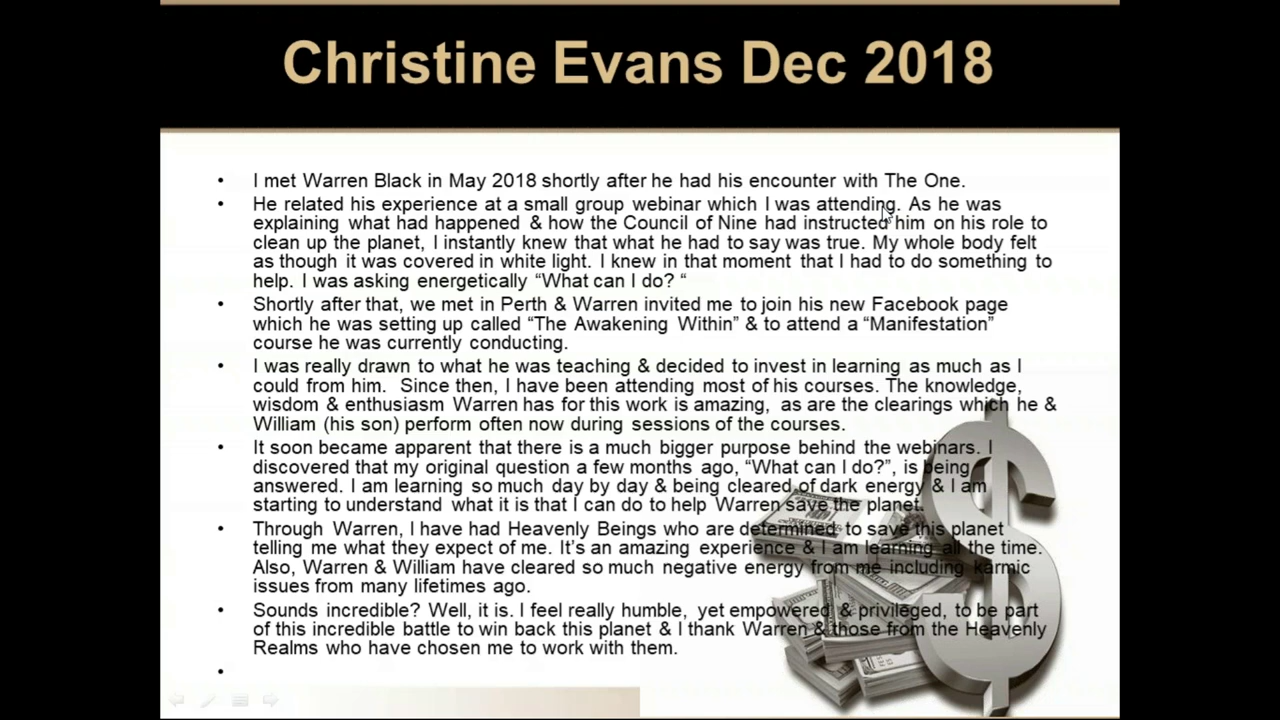 Christine Evans Dec 2018
• I met Warren Black in May 2018 shortly after he had his encounter with The One.
• He related his experience at a small group webinar which I was attending. As he was
explaining what had happened & how the Council of Nine had instructed him on his role to
clean up the planet, I instantly knew that what he had to say was true. My whole body felt
as though it was covered in white light. I knew in that moment that I had to do something to
help. I was asking energetically “What can I do? “
• Shortly after that, we met in Perth & Warren invited me to join his new Facebook page
which he was setting up called “The Awakening Within” & to attend a “Manifestation”
course he was currently conducting.
• I was really drawn to what he was teaching & decided to invest in learning as much as I
could from him. Since then, I have been attending most of his courses. The knowledge,
wisdom & enthusiasm Warren has for this work is amazing, as are the clearings which he &
William (his son) perform often now during sessions of the courses.
• It soon became apparent that there is a much bigger purpose behind the webinars. I
discovered that my original question a few months ago, “What can I do?”, is being
answered. I am learning so much day by day & being cleared of dark energy & I am
starting to understand what it is that I can do to help Warren save the planet.
• Through Warren, I have had Heavenly Beings who are determined to save this planet
telling me what they expect of me. It’s an amazing experience & I am learning all the time.
Also, Warren & William have cleared so much negative energy from me including karmic
issues from many lifetimes ago.
• Sounds incredible? Well, it is. I feel really humble, yet empowered & privileged, to be part
of this incredible battle to win back this planet & I thank Warren & those from the Heavenly
Realms who have chosen me to work with them.
•